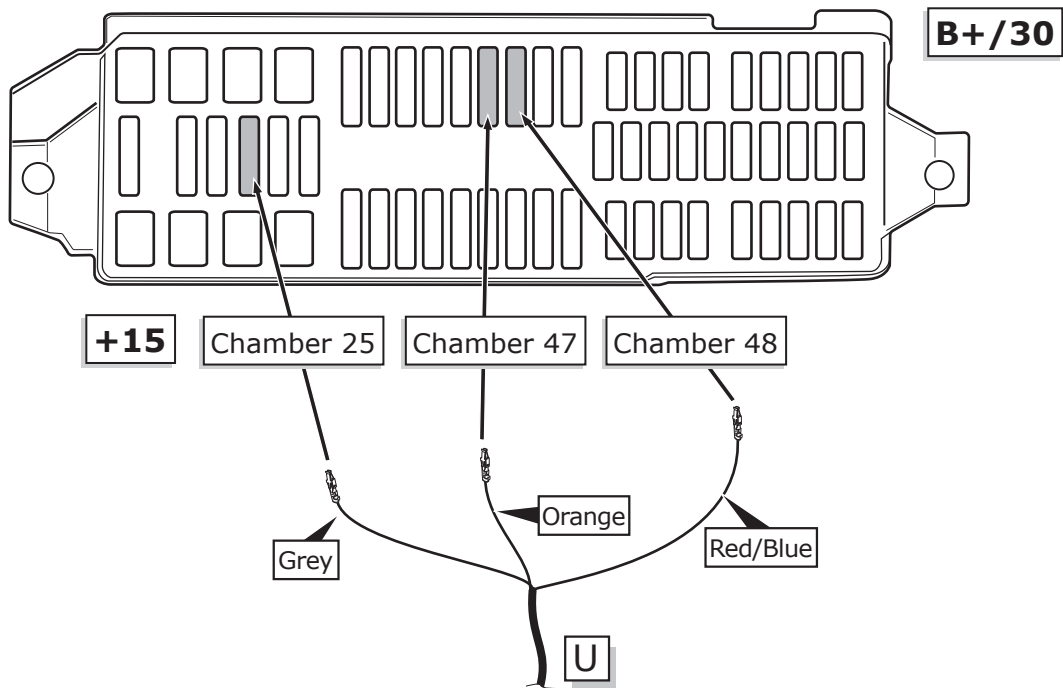 B+/30
+15
Chamber 25
Chamber 47
Chamber 48
Orange
Grey
Red/Blue
U